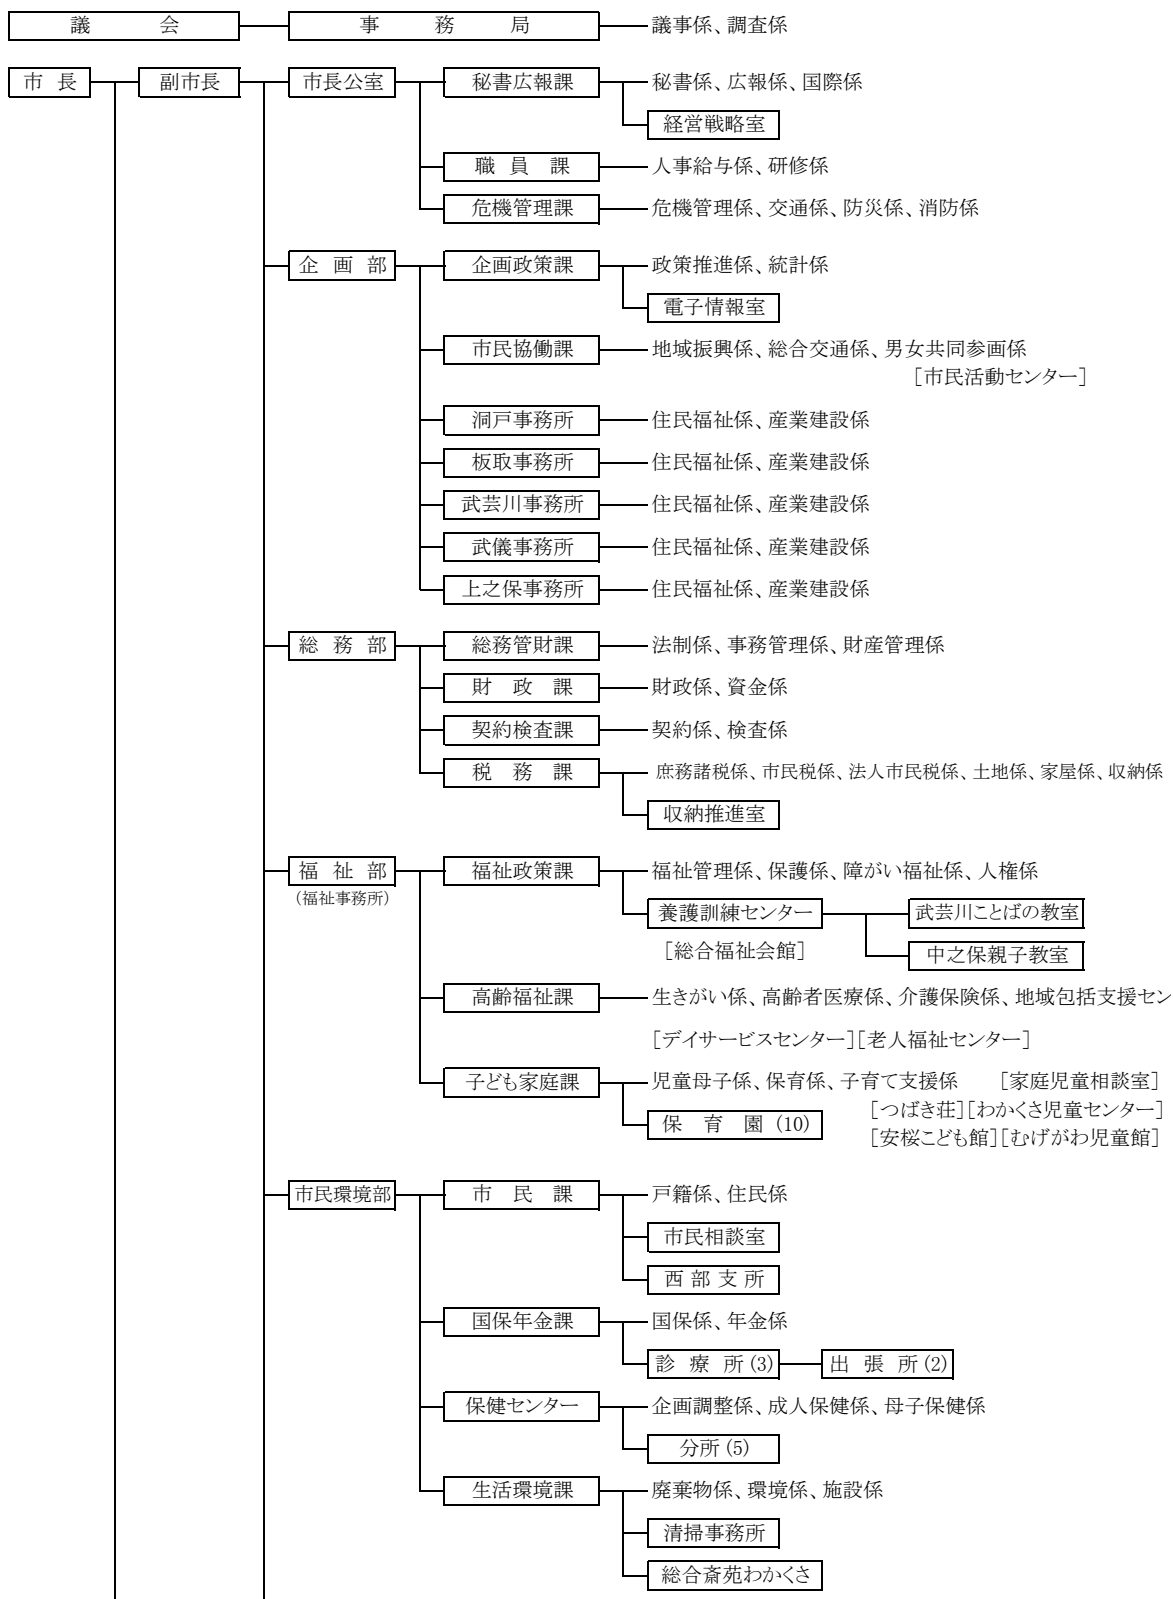 議会 事務局 議事係、調査係
市長 副市長 市長公室 秘書広報課 秘書係、広報係、国際係
経営戦略室
職員課 人事給与係、研修係
危機管理課 危機管理係、交通係、防災係、消防係
企画部 企画政策課 政策推進係、統計係
電子情報室
市民協働課 地域振興係、総合交通係、男女共同参画係
[市民活動センター]
洞戸事務所 住民福祉係、産業建設係
板取事務所 住民福祉係、産業建設係
武芸川事務所 住民福祉係、産業建設係
武儀事務所 住民福祉係、産業建設係
上之保事務所 住民福祉係、産業建設係
総務部 総務管財課 法制係、事務管理係、財産管理係
財政課 財政係、資金係
契約検査課 契約係、検査係
税務課 庶務諸税係、市民税係、法人市民税係、土地係、家屋係、収納係
収納推進室
福祉部 福祉政策課 福祉管理係、保護係、障がい福祉係、人権係
(福祉事務所)
養護訓練センター 武芸川ことばの教室
[総合福祉会館] 中之保親子教室
高齢福祉課 生きがい係、高齢者医療係、介護保険係、地域包括支援セン
[デイサービスセンター][老人福祉センター]
子ども家庭課 児童母子係、保育係、子育て支援係 [家庭児童相談室]
[つばき荘][わかくさ児童センター]
保育園(10) [安桜こども館][むげがわ児童館]
市民環境部 市民課 戸籍係、住民係
市民相談室
西部支所
国保年金課 国保係、年金係
診療所(3) 出張所(2)
保健センター 企画調整係、成人保健係、母子保健係
分所(5)
生活環境課 廃棄物係、環境係、施設係
清掃事務所
総合斎苑わかくさ